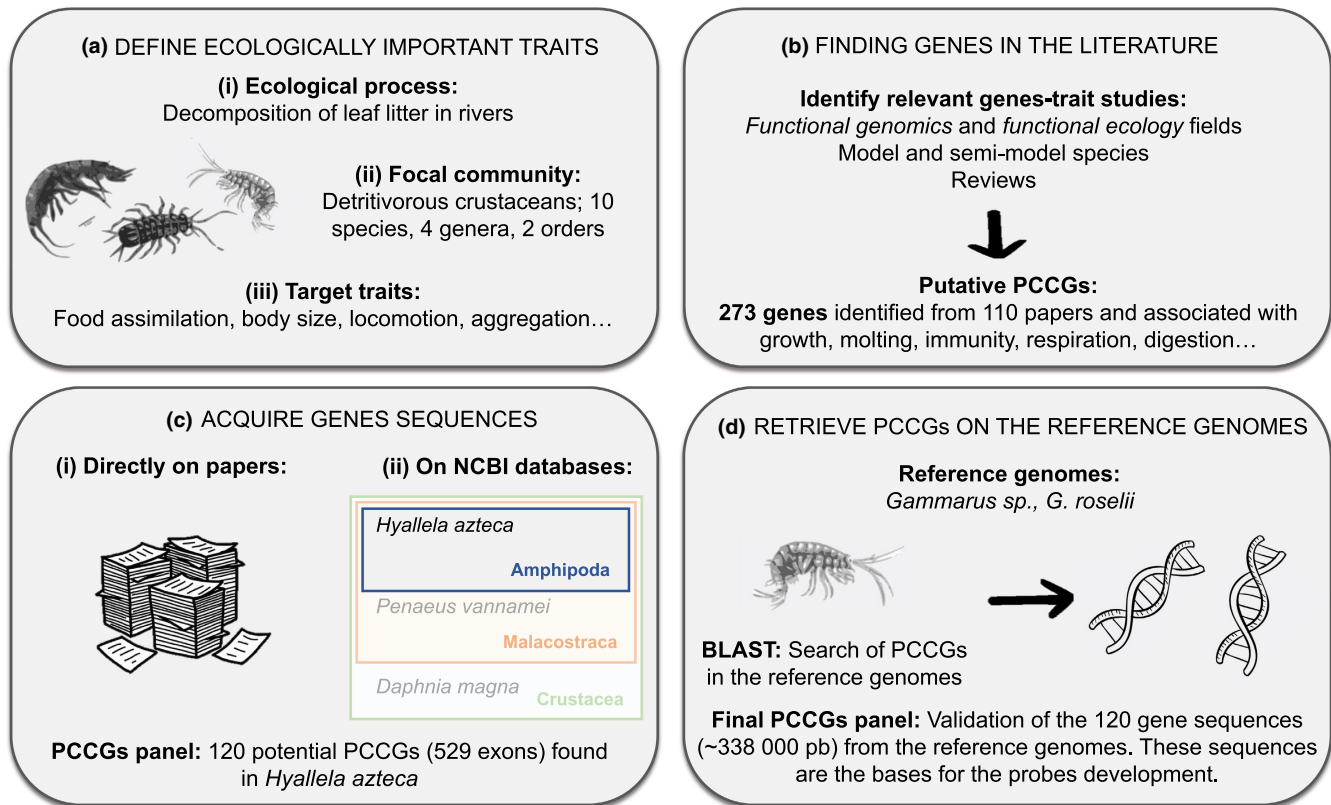 (a) DEFINE ECOLOGICALLY IMPORTANT TRAITS
(i) Ecological process:
Decomposition of leaf litter in rivers
(ii) Focal community:
Detritivorous crustaceans; 10
species, 4 genera, 2 orders
(iii) Target traits:
Food assimilation, body size, locomotion, aggregation…
(b) FINDING GENES IN THE LITERATURE
Identify relevant genes-trait studies:
Functional genomics and functional ecology fields
Model and semi-model species
Reviews
Putative PCCGs:
273 genes identified from 110 papers and associated with
growth, molting, immunity, respiration, digestion…
(c) ACQUIRE GENES SEQUENCES
(i) Directly on papers:
(ii) On NCBI databases:
Hyallela azteca
Amphipoda
Penaeus vannamei
Malacostraca
Daphnia magna
Crustacea
PCCGs panel: 120 potential PCCGs (529 exons) found
in Hyallela azteca
(d) RETRIEVE PCCGs ON THE REFERENCE GENOMES
Reference genomes:
Gammarus sp., G. roselii
BLAST: Search of PCCGs
in the reference genomes
Final PCCGs panel: Validation of the 120 gene sequences
(~338 000 pb) from the reference genomes. These sequences
are the bases for the probes development.